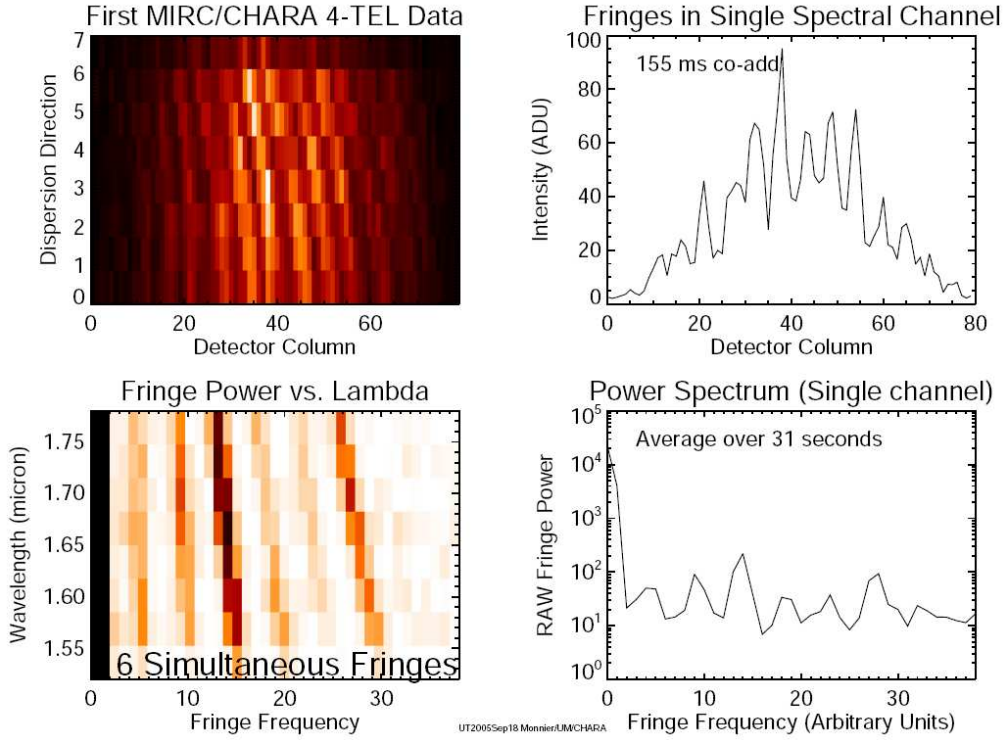 First MIRC/CHARA 4-TEL Data
7
6
5
4
3
2
1
0
Dispersion Direction
0 20 40 60
Detector Column
Fringes in Single Spectral Channel
155 ms co-add
100
80
60
40
20
0
Intensity (ADU)
0 20 40 60 80
Detector Column
Fringe Power vs. Lambda
1.75
1.70
1.65
1.60
1.55
Wavelength (micron)
6 Simultaneous Fringes
0 10 20 30
Fringe Frequency
Power Spectrum (Single channel)
Average over 31 seconds
10^5
10^4
10^3
10^2
10^1
10^0
RAW Fringe Power
0 10 20 30
Fringe Frequency (Arbitrary Units)
UT2005Sep18 Monnier/UM/CHARA